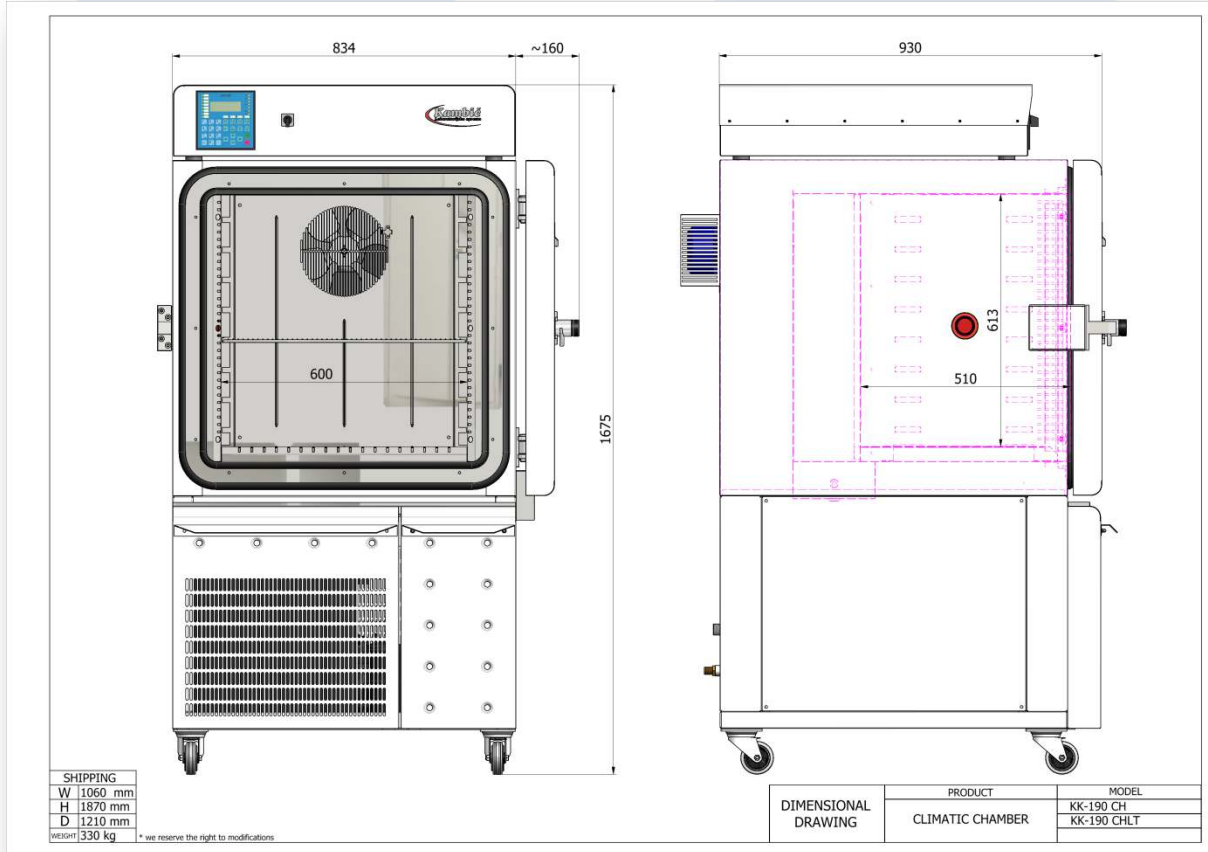 834
~160
930
Kambič
1675
600
613
510
SHIPPING
W 1060 mm
H 1870 mm
D 1210 mm
WEIGHT 330 kg
* we reserve the right to modifications
DIMENSIONAL
DRAWING
PRODUCT
CLIMATIC CHAMBER
MODEL
KK-190 CH
KK-190 CHLT